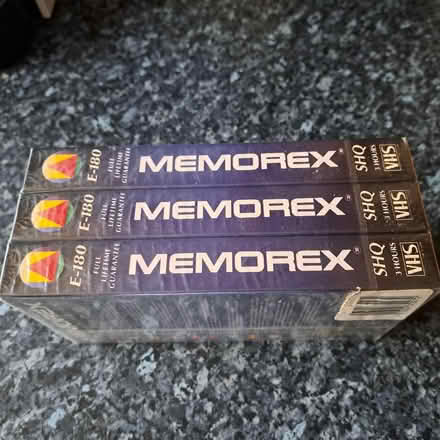 E-180
FULL
LIFETIME
GUARANTEE
MEMOREX
SHQ
3 HOURS
VHS
E-180
FULL
LIFETIME
GUARANTEE
MEMOREX
SHQ
3 HOURS
VHS
E-180
FULL
LIFETIME
GUARANTEE
MEMOREX
SHQ
3 HOURS
VHS